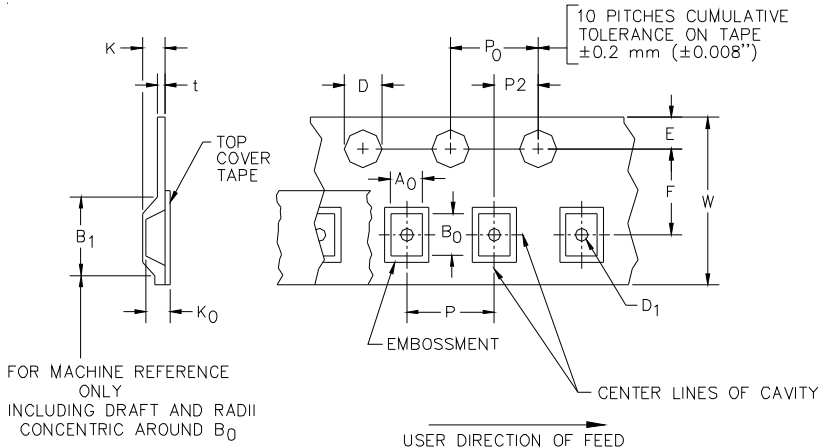 10 PITCHES CUMULATIVE
TOLERANCE ON TAPE
±0.2 mm (±0.008”)
K
P0
t
D
P2
E
TOP
COVER
TAPE
A0
F
W
B1
B0
K0
P
D1
EMBOSSMENT
FOR MACHINE REFERENCE
ONLY
INCLUDING DRAFT AND RADII
CONCENTRIC AROUND B0
CENTER LINES OF CAVITY
USER DIRECTION OF FEED